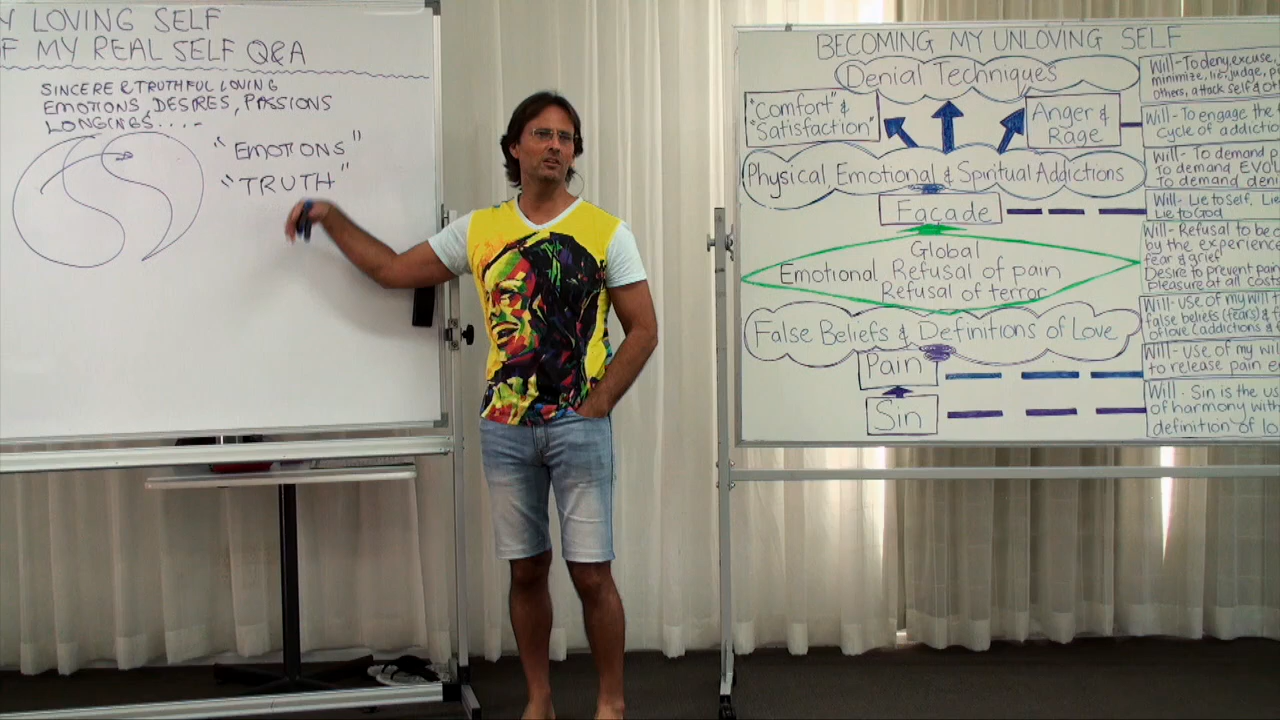 Y LOVING SELF
F MY REAL SELF Q&A
SINCERE & TRUTHFUL LOVING
EMOTIONS, DESIRES, PASSIONS
LONGINGS....-
"EMOTIONS"
"TRUTH"
BECOMING MY UNLOVING SELF
Denial Techniques
"Comfort" &
"Satisfaction"
Anger &
Rage
Physical, Emotional & Spiritual Addictions
Façade
Global
Emotional Refusal of pain
Refusal of terror
False Beliefs & Definitions of Love
Pain
Sin
Will - To deny, excuse,
minimize, lie, judge, p
others, attack self & ot
Will - To engage the
cycle of addictio
Will - To demand p
To demand EVOL
To demand deni
Will - Lie to Self. Lie
Lie to God
Will - Refusal to be o
by the experienc
fear & grief
Desire to prevent pain
pleasure at all costs
Will - use of my will t
false beliefs (fears) & f
of love (addictions &
Will - use of my wil
to release pain e
Will - Sin is the us
of harmony with
definition of lo